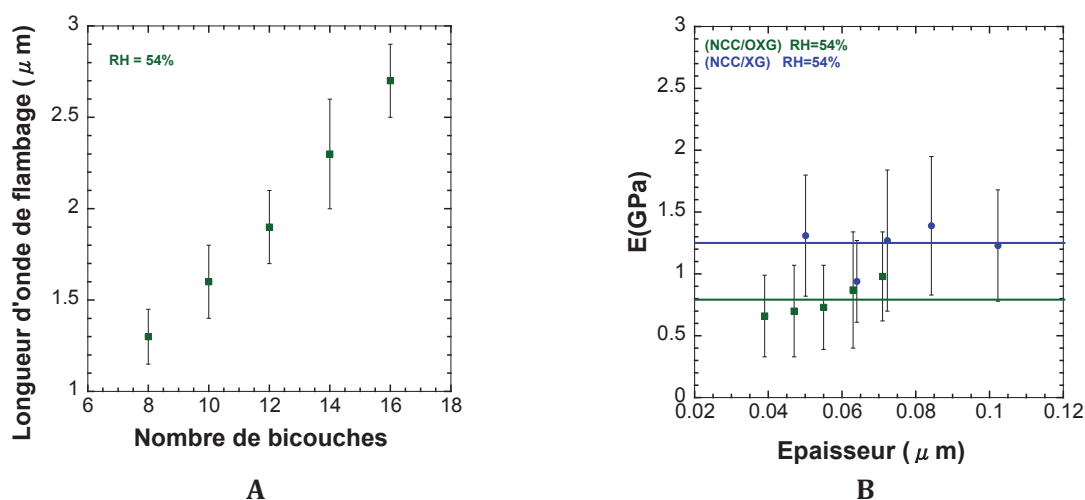 3
2.5
2
1.5
1
6 8 10 12 14 16 18
Longueur d'onde de flambage ( μ m)
Nombre de bicouches
RH = 54%
A
3
2.5
2
1.5
1
0.5
0
0.02 0.04 0.06 0.08 0.1 0.12
E(GPa)
Epaisseur ( μ m)
(NCC/OXG) RH=54%
(NCC/XG) RH=54%
B